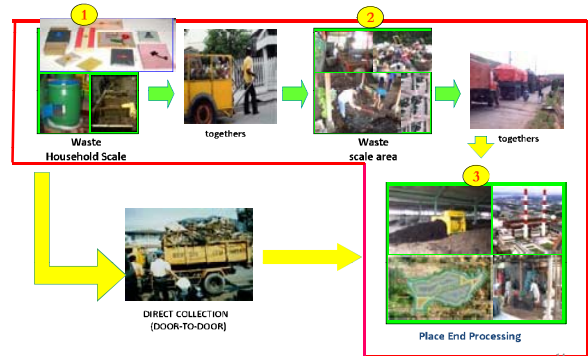 1
2
Waste
Household Scale
togethers
Waste
scale area
togethers
3
DIRECT COLLECTION
(DOOR-TO-DOOR)
Place End Processing